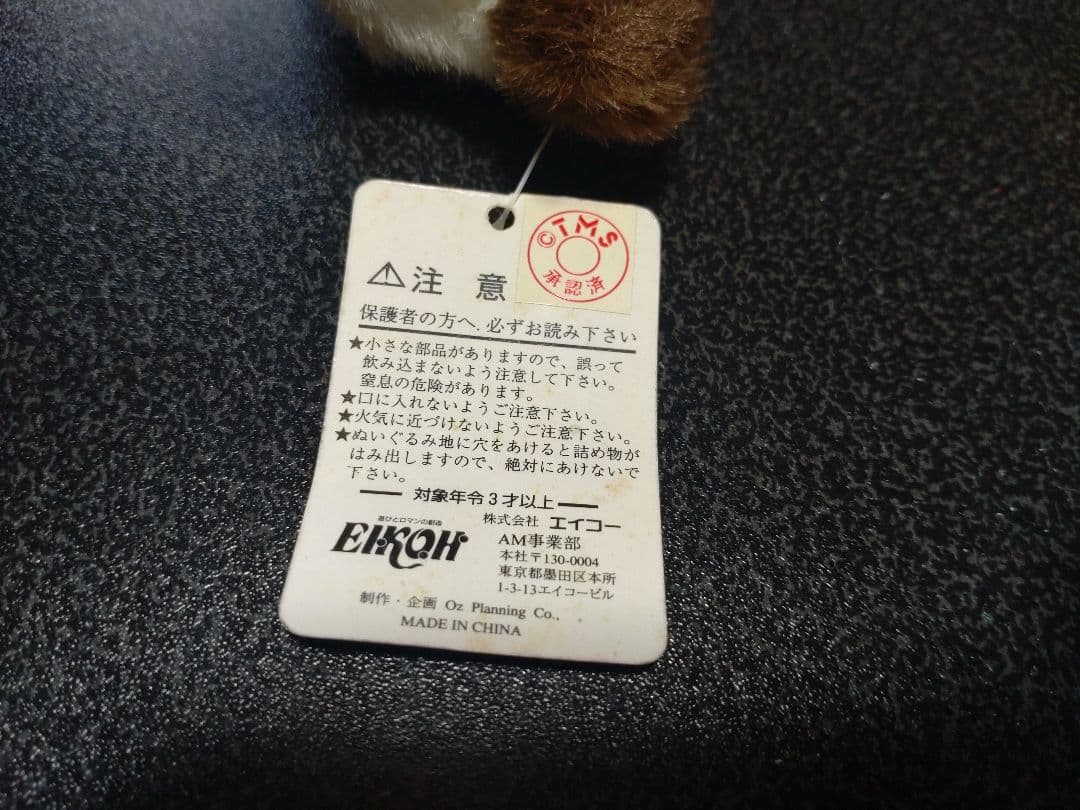 ©TMS
承認済
⚠注 意
保護者の方へ.必ずお読み下さい
★小さな部品がありますので、誤って
飲み込まないよう注意して下さい。
窒息の危険があります。
★口に入れないようご注意下さい。
★火気に近づけないようご注意下さい。
★ぬいぐるみ地に穴をあけると詰め物が
はみ出しますので、絶対にあけないで
下さい。
対象年令3才以上
遊びとロマンの創造
EIKOH
株式会社 エイコー
AM事業部
本社〒130-0004
東京都墨田区本所
1-3-13エイコービル
制作・企画 Oz Planning Co.,
MADE IN CHINA